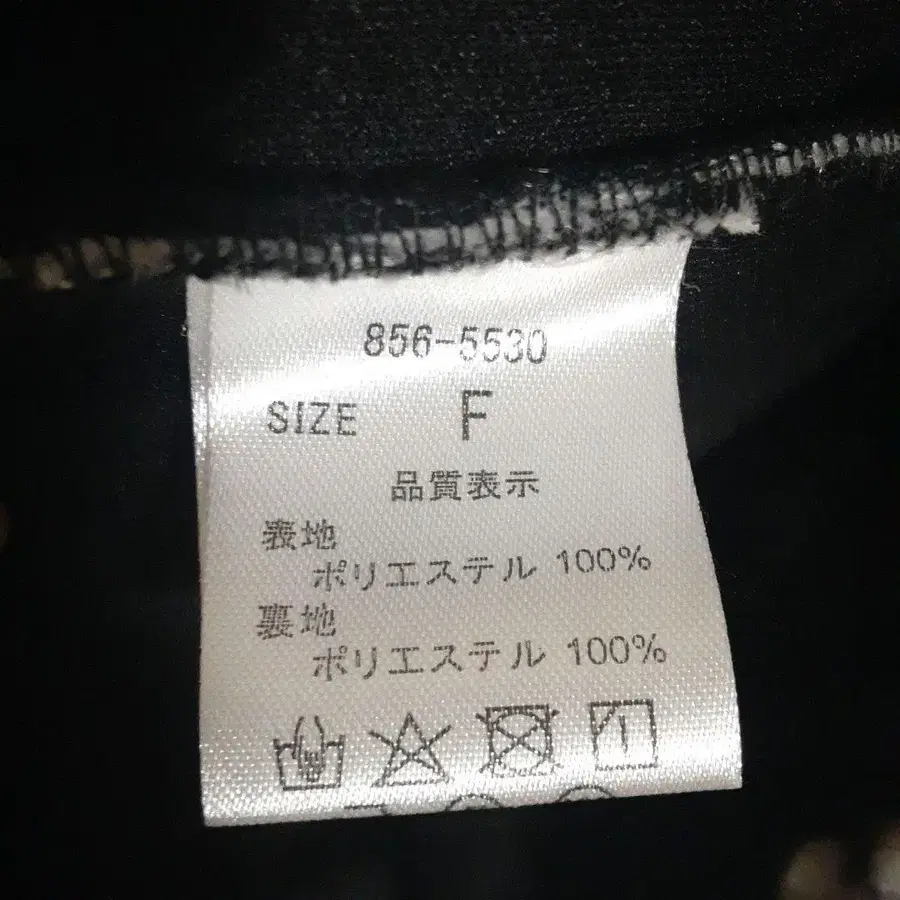 856-5530
SIZE F
品質表示
表地
ポリエステル 100%
裏地
ポリエステル 100%